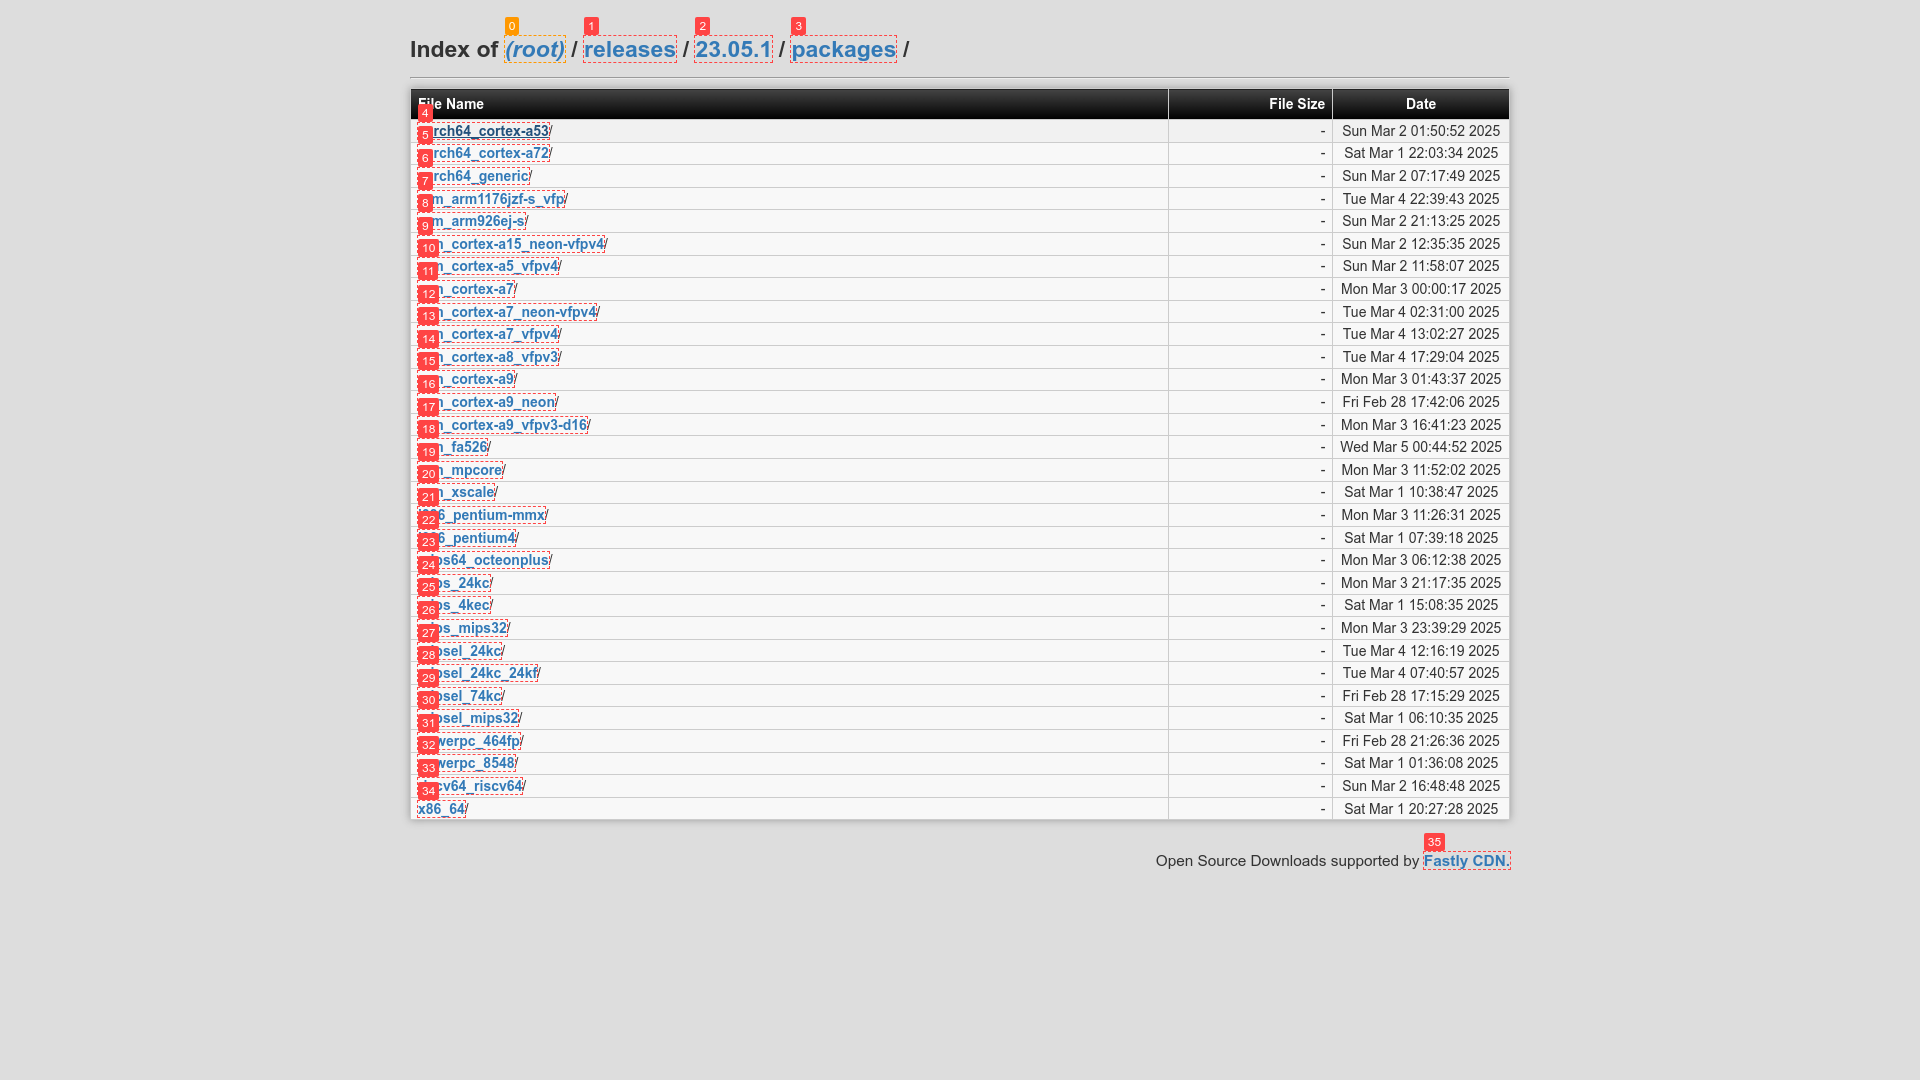 0 1 2 3
Index of (root) / releases / 23.05.1 / packages /
File Name File Size Date
4
rch64_cortex-a53/ - Sun Mar 2 01:50:52 2025
5
rch64_cortex-a72/ - Sat Mar 1 22:03:34 2025
6
rch64_generic/ - Sun Mar 2 07:17:49 2025
7
m_arm1176jzf-s_vfp/ - Tue Mar 4 22:39:43 2025
8
m_arm926ej-s/ - Sun Mar 2 21:13:25 2025
9
_cortex-a15_neon-vfpv4/ - Sun Mar 2 12:35:35 2025
10
_cortex-a5_vfpv4/ - Sun Mar 2 11:58:07 2025
11
_cortex-a7/ - Mon Mar 3 00:00:17 2025
12
_cortex-a7_neon-vfpv4/ - Tue Mar 4 02:31:00 2025
13
_cortex-a7_vfpv4/ - Tue Mar 4 13:02:27 2025
14
_cortex-a8_vfpv3/ - Tue Mar 4 17:29:04 2025
15
_cortex-a9/ - Mon Mar 3 01:43:37 2025
16
_cortex-a9_neon/ - Fri Feb 28 17:42:06 2025
17
_cortex-a9_vfpv3-d16/ - Mon Mar 3 16:41:23 2025
18
_fa526/ - Wed Mar 5 00:44:52 2025
19
_mpcore/ - Mon Mar 3 11:52:02 2025
20
_xscale/ - Sat Mar 1 10:38:47 2025
21
6_pentium-mmx/ - Mon Mar 3 11:26:31 2025
22
6_pentium4/ - Sat Mar 1 07:39:18 2025
23
ps64_octeonplus/ - Mon Mar 3 06:12:38 2025
24
ps_24kc/ - Mon Mar 3 21:17:35 2025
25
ps_4kec/ - Sat Mar 1 15:08:35 2025
26
ps_mips32/ - Mon Mar 3 23:39:29 2025
27
psel_24kc/ - Tue Mar 4 12:16:19 2025
28
psel_24kc_24kf/ - Tue Mar 4 07:40:57 2025
29
psel_74kc/ - Fri Feb 28 17:15:29 2025
30
psel_mips32/ - Sat Mar 1 06:10:35 2025
31
werpc_464fp/ - Fri Feb 28 21:26:36 2025
32
werpc_8548/ - Sat Mar 1 01:36:08 2025
33
cv64_riscv64/ - Sun Mar 2 16:48:48 2025
34
x86_64/ - Sat Mar 1 20:27:28 2025
35
Open Source Downloads supported by Fastly CDN.